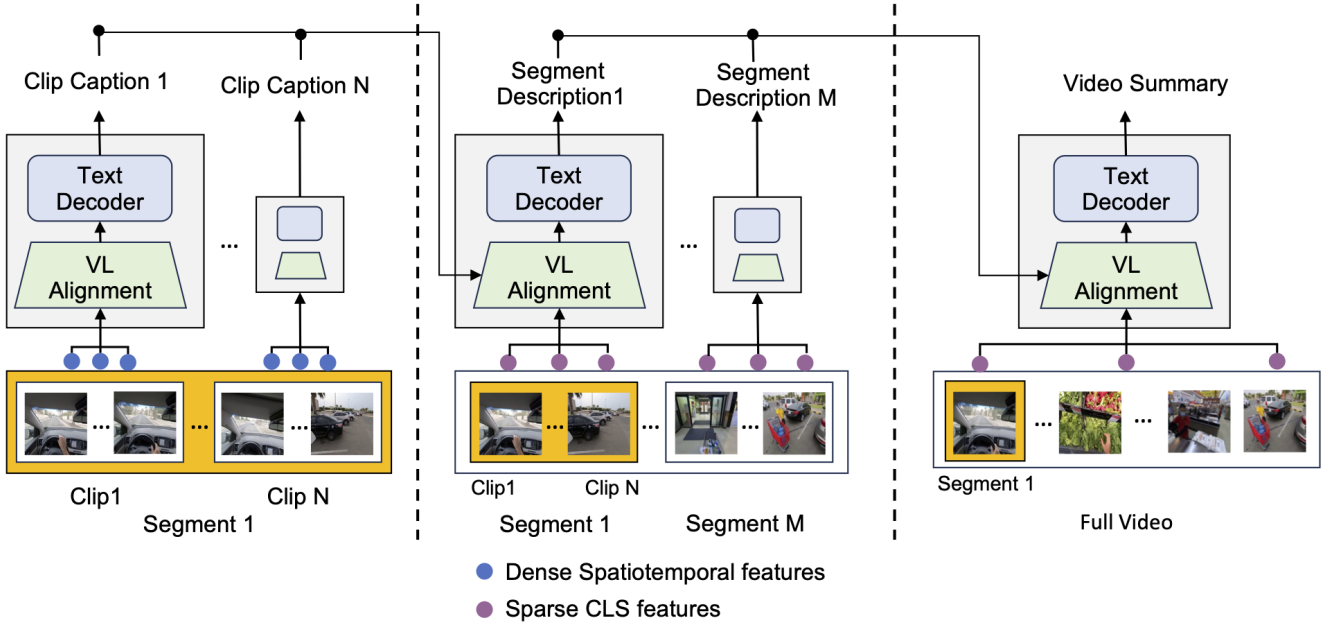 Clip Caption 1
Clip Caption N
Text
Decoder
VL
Alignment
...
...
...
...
Clip1
Clip N
Segment 1
Segment
Description1
Segment
Description M
Text
Decoder
VL
Alignment
...
...
...
...
Clip1
Clip N
Segment 1
Segment M
Video Summary
Text
Decoder
VL
Alignment
...
...
Segment 1
Full Video
Dense Spatiotemporal features
Sparse CLS features